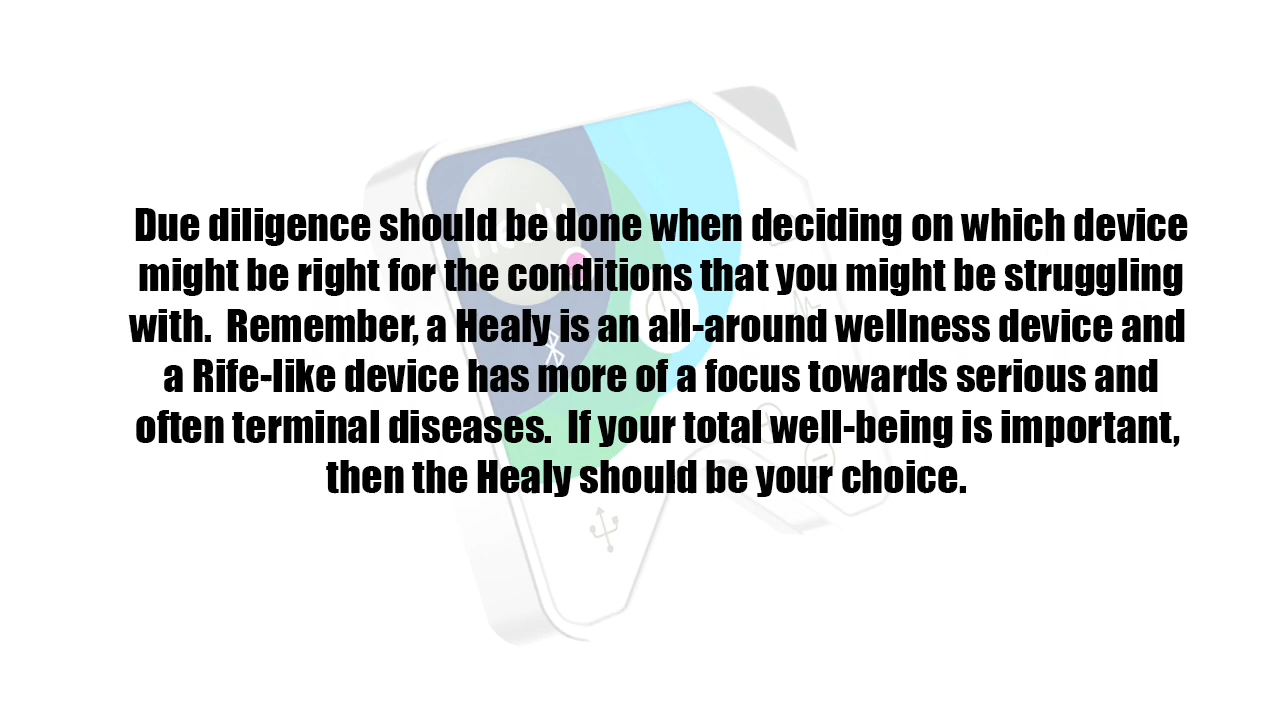 Due diligence should be done when deciding on which device
might be right for the conditions that you might be struggling
with.  Remember, a Healy is an all-around wellness device and
a Rife-like device has more of a focus towards serious and
often terminal diseases.  If your total well-being is important,
then the Healy should be your choice.